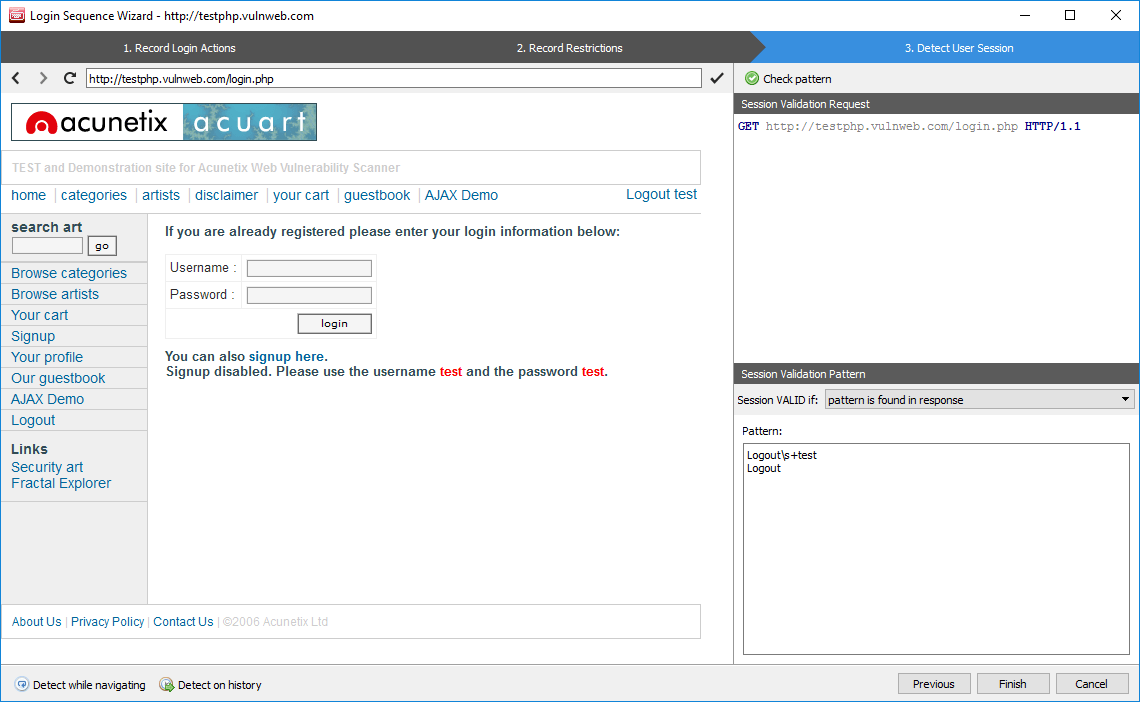 Login Sequence Wizard - http://testphp.vulnweb.com
1. Record Login Actions
2. Record Restrictions
3. Detect User Session
http://testphp.vulnweb.com/login.php
acunetix acuart
TEST and Demonstration site for Acunetix Web Vulnerability Scanner
home | categories | artists | disclaimer | your cart | guestbook | AJAX Demo
Logout test
search art
go
Browse categories
Browse artists
Your cart
Signup
Your profile
Our guestbook
AJAX Demo
Logout
Links
Security art
Fractal Explorer
If you are already registered please enter your login information below:
Username :
Password :
login
You can also signup here.
Signup disabled. Please use the username test and the password test.
About Us | Privacy Policy | Contact Us | ©2006 Acunetix Ltd
Check pattern
Session Validation Request
GET http://testphp.vulnweb.com/login.php HTTP/1.1
Session Validation Pattern
Session VALID if: pattern is found in response
Pattern:
Logout\s+test
Logout
Detect while navigating
Detect on history
Previous
Finish
Cancel